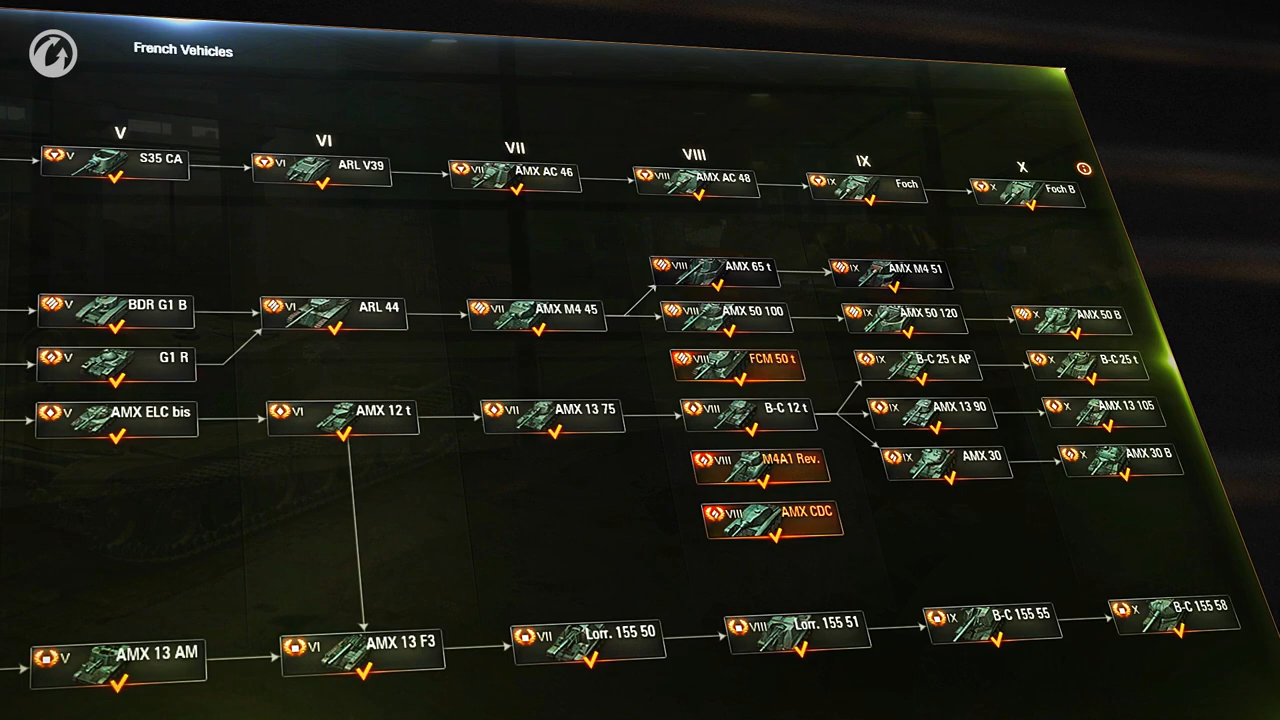 French Vehicles
V
VI
VII
VIII
IX
X
V S35 CA
VI ARL V39
VII AMX AC 46
VIII AMX AC 48
IX Foch
X Foch B
VIII AMX 65 t
IX AMX M4 51
V BDR G1 B
VI ARL 44
VII AMX M4 45
VIII AMX 50 100
IX AMX 50 120
X AMX 50 B
V G1 R
VIII FCM 50 t
IX B-C 25 t AP
X B-C 25 t
V AMX ELC bis
VI AMX 12 t
VII AMX 13 75
VIII B-C 12 t
IX AMX 13 90
X AMX 13 105
VIII M4A1 Rev.
IX AMX 30
X AMX 30 B
VIII AMX CDC
V AMX 13 AM
VI AMX 13 F3
VII Lorr. 155 50
VIII Lorr. 155 51
IX B-C 155 55
X B-C 155 58